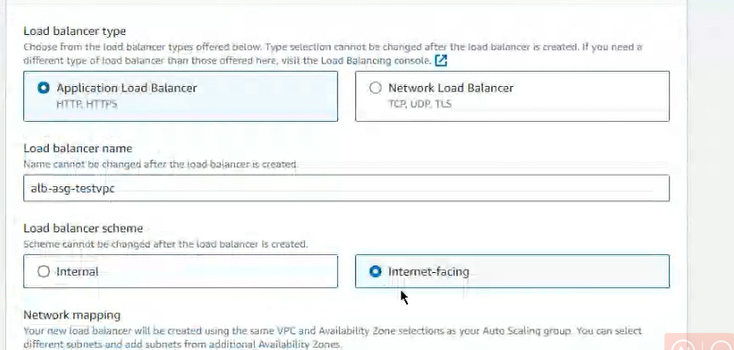 Load balancer type
Choose from the load balancer types offered below. Type selection cannot be changed after the load balancer is created. If you need a
different type of load balancer than those offered here, visit the Load Balancing console.
Application Load Balancer
HTTP, HTTPS
Network Load Balancer
TCP, UDP, TLS
Load balancer name
Name cannot be changed after the load balancer is created.
alb-asg-testvpc
Load balancer scheme
Scheme cannot be changed after the load balancer is created.
Internal
Internet-facing
Network mapping
Your new load balancer will be created using the same VPC and Availability Zone selections as your Auto Scaling group. You can select
different subnets and add subnets from additional Availability Zones.